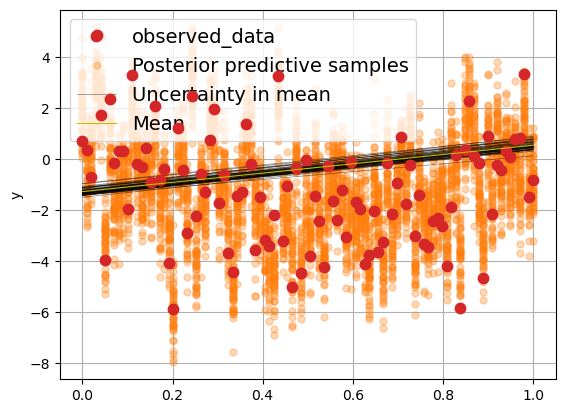 observed_data
Posterior predictive samples
Uncertainty in mean
Mean
y
4
2
0
−2
−4
−6
−8
0.0 0.2 0.4 0.6 0.8 1.0